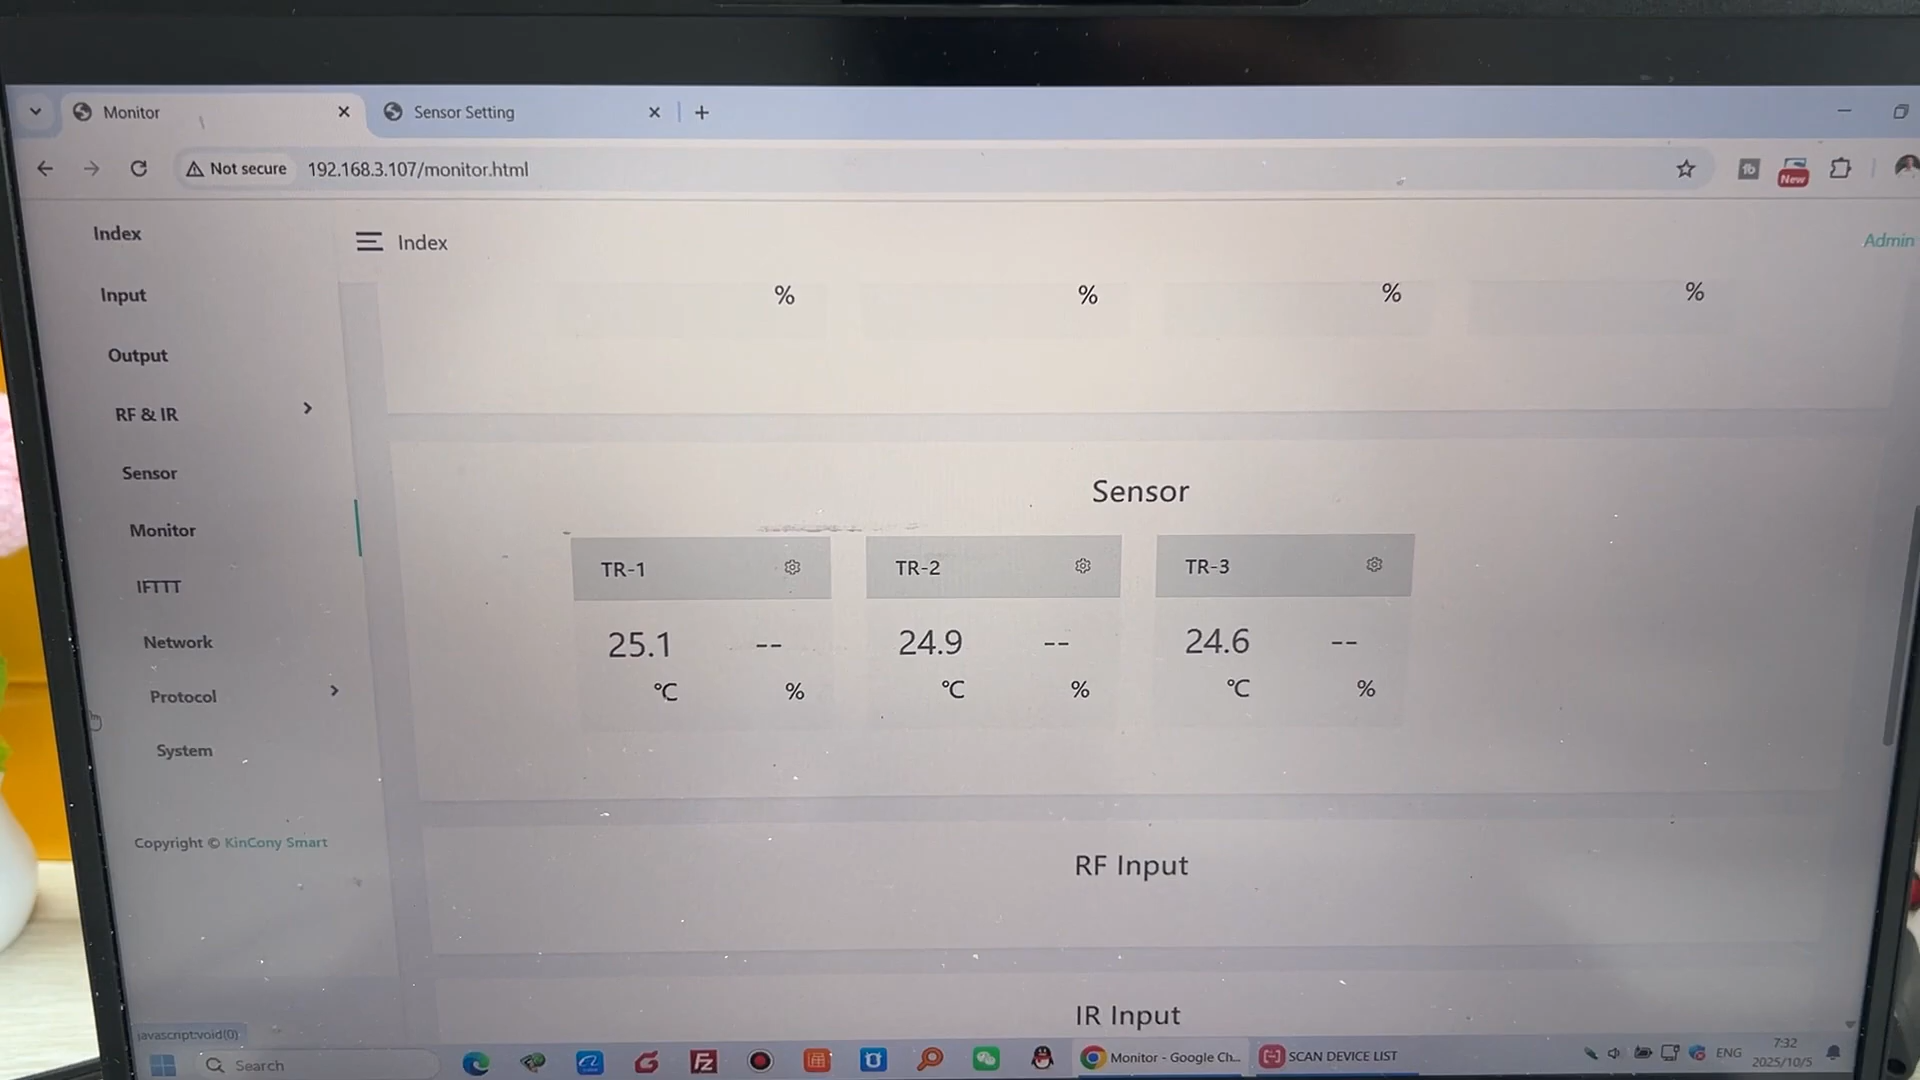 Monitor
Sensor Setting
Not secure
192.168.3.107/monitor.html
New
Index
Input
Output
RF & IR
Sensor
Monitor
IFTTT
Network
Protocol
System
Copyright © KinCony Smart
Index
Admin
% % % %
Sensor
TR-1 TR-2 TR-3
25.1 -- 24.9 -- 24.6 --
℃ % ℃ % ℃ %
RF Input
IR Input
javascript:void(0)
Search
Monitor - Google Ch...
SCAN DEVICE LIST
ENG
7:32
2025/10/5